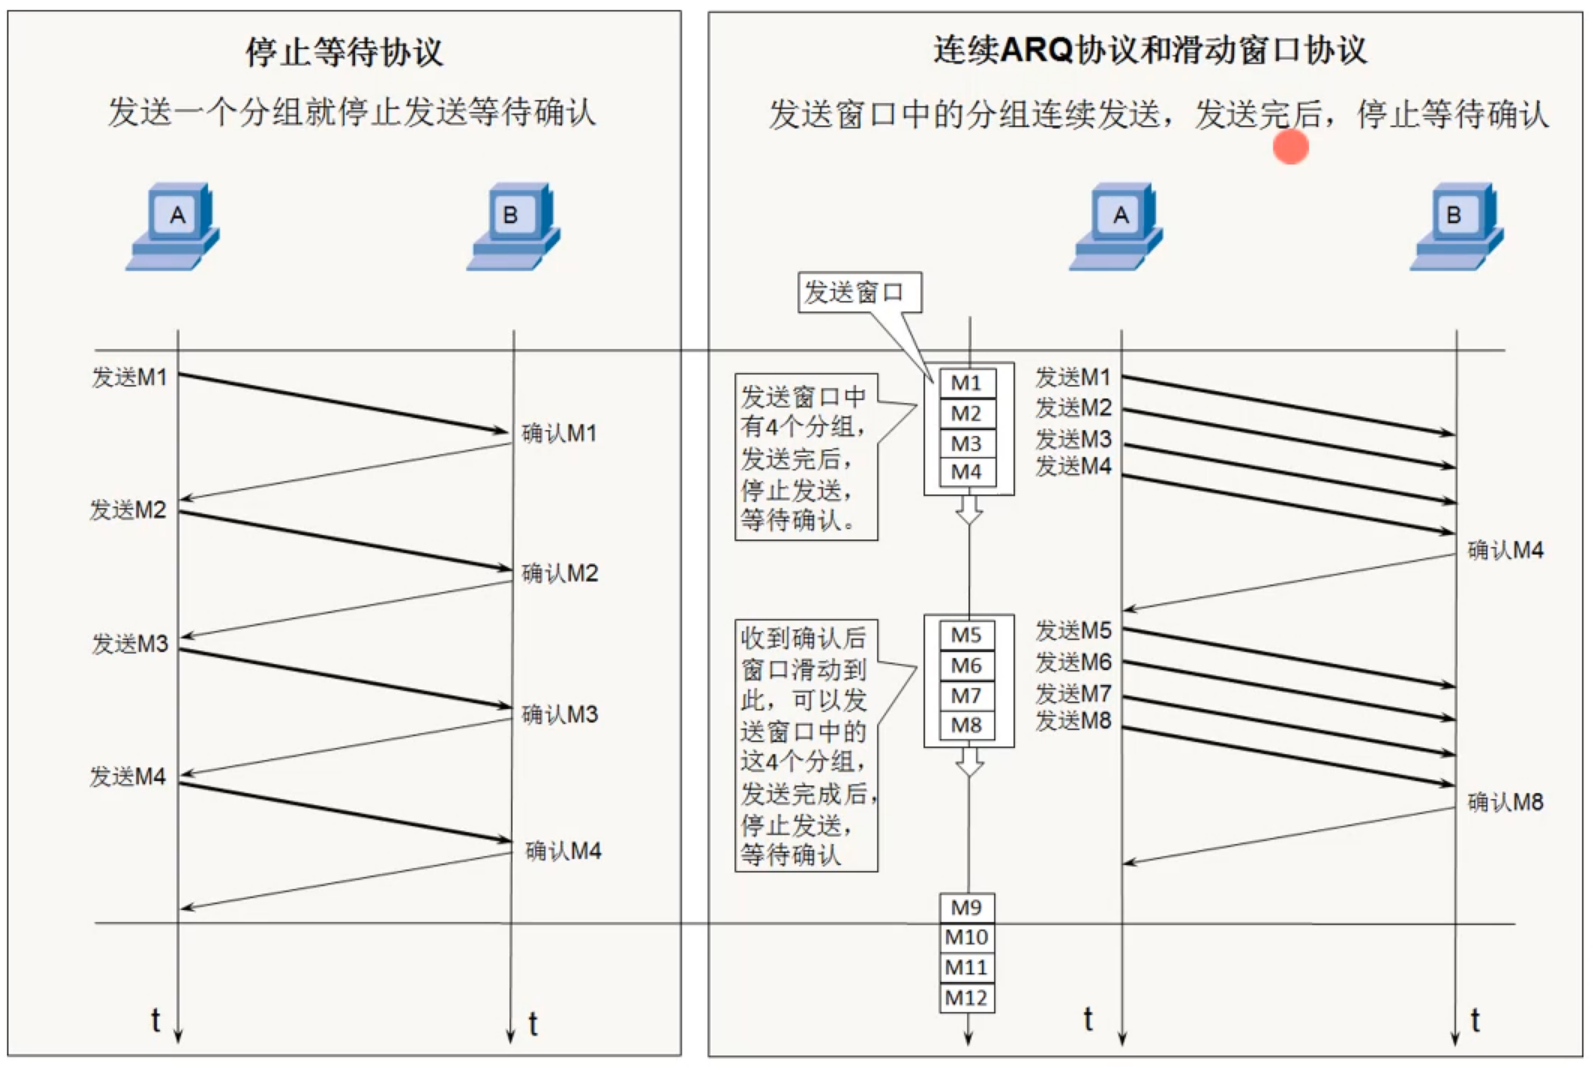 停止等待协议
发送一个分组就停止发送等待确认
A
B
发送M1
确认M1
发送M2
确认M2
发送M3
确认M3
发送M4
确认M4
t
t
连续ARQ协议和滑动窗口协议
发送窗口中的分组连续发送，发送完后，停止等待确认
A
B
发送窗口
发送窗口中
有4个分组，
发送完后，
停止发送，
等待确认。
M1
M2
M3
M4
发送M1
发送M2
发送M3
发送M4
确认M4
收到确认后
窗口滑动到
此，可以发
送窗口中的
这4个分组，
发送完成后，
停止发送，
等待确认
M5
M6
M7
M8
发送M5
发送M6
发送M7
发送M8
确认M8
M9
M10
M11
M12
t
t